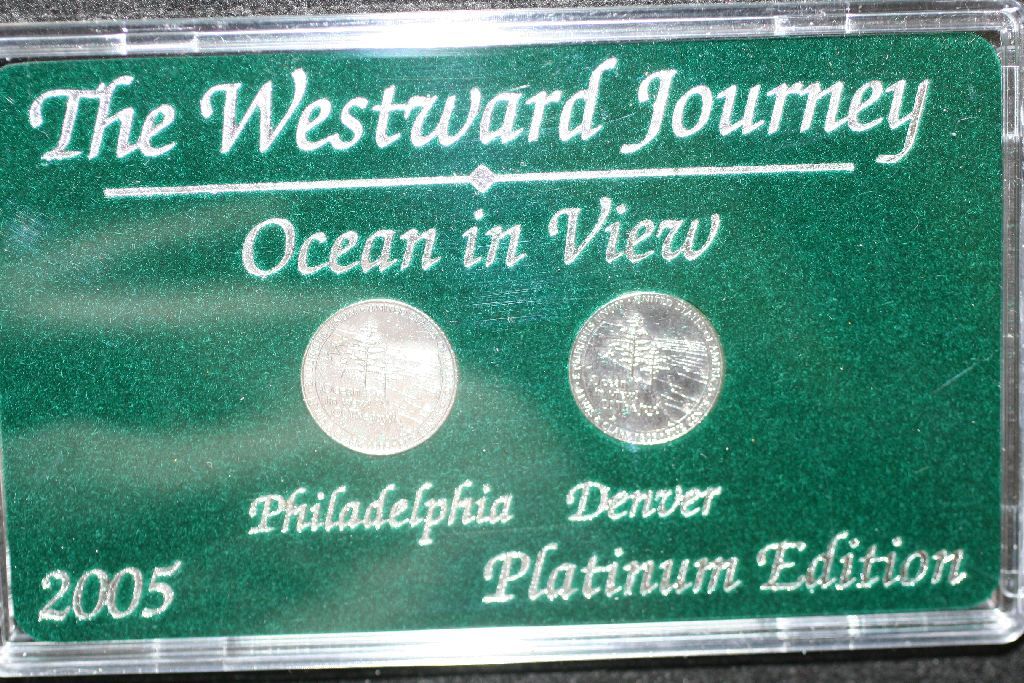 The Westward Journey
Ocean in View
Philadelphia Denver
2005
Platinum Edition